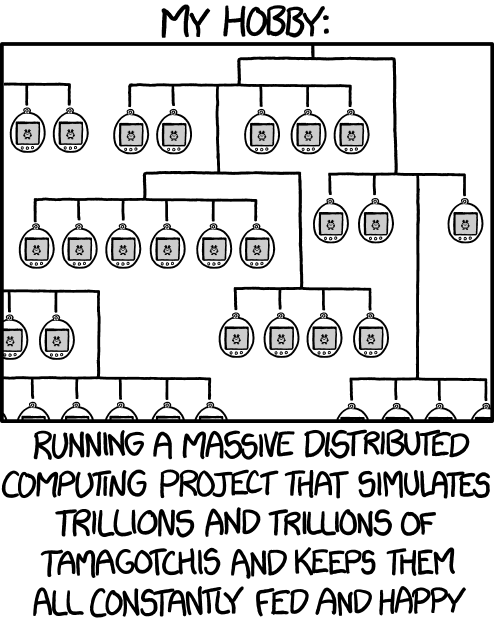 MY HOBBY:
RUNNING A MASSIVE DISTRIBUTED
COMPUTING PROJECT THAT SIMULATES
TRILLIONS AND TRILLIONS OF
TAMAGOTCHIS AND KEEPS THEM
ALL CONSTANTLY FED AND HAPPY